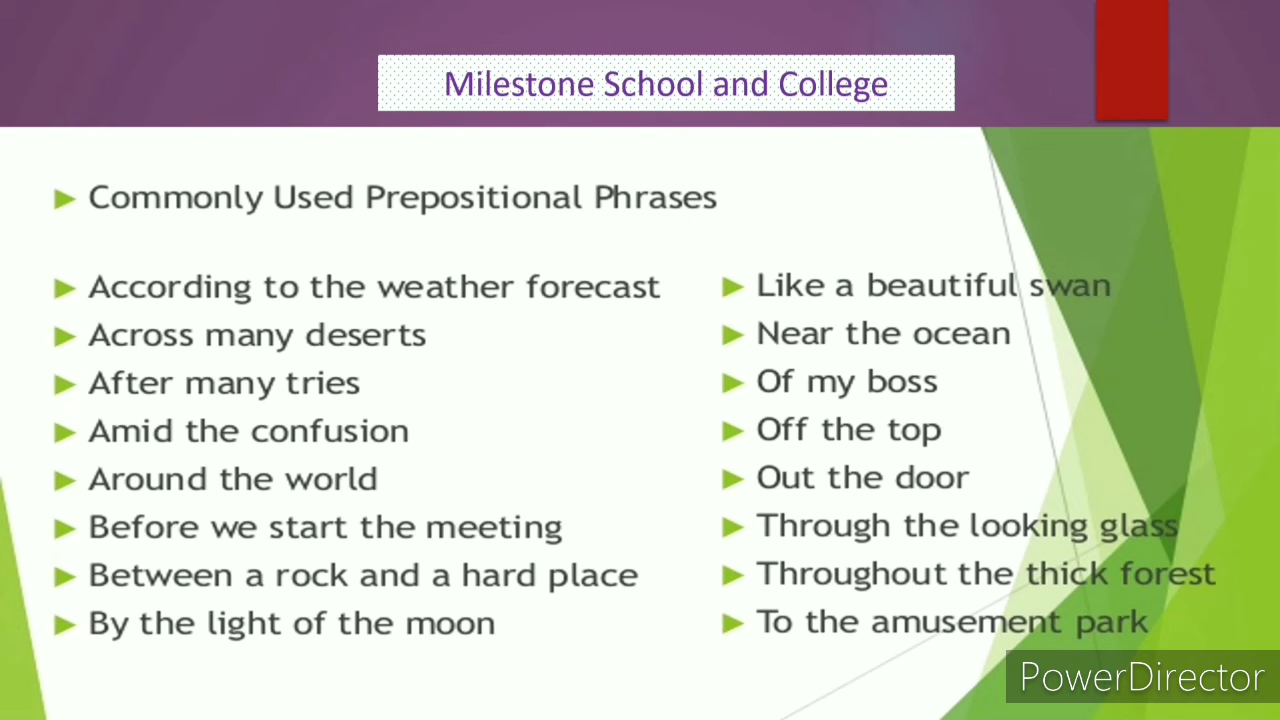 Milestone School and College
Commonly Used Prepositional Phrases
According to the weather forecast
Across many deserts
After many tries
Amid the confusion
Around the world
Before we start the meeting
Between a rock and a hard place
By the light of the moon
Like a beautiful swan
Near the ocean
Of my boss
Off the top
Out the door
Through the looking glass
Throughout the thick forest
To the amusement park
PowerDirector